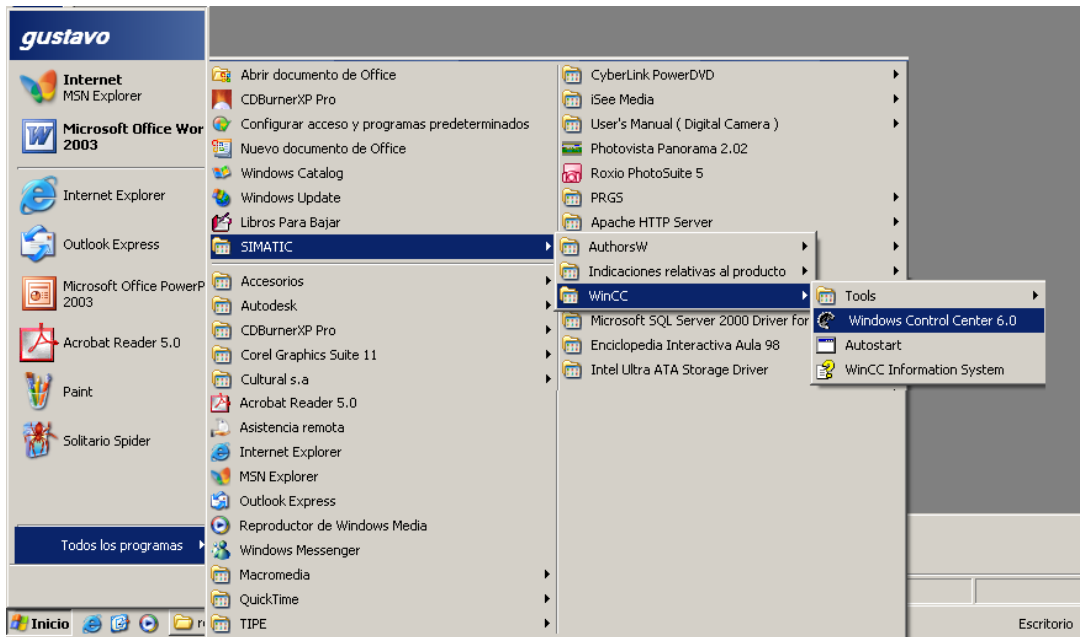 gustavo
Internet
MSN Explorer
Microsoft Office Wor
2003
Internet Explorer
Outlook Express
Microsoft Office PowerP
2003
Acrobat Reader 5.0
Paint
Solitario Spider
Todos los programas
Inicio
Abrir documento de Office
CDBurnerXP Pro
Configurar acceso y programas predeterminados
Nuevo documento de Office
Windows Catalog
Windows Update
Libros Para Bajar
SIMATIC
Accesorios
Autodesk
CDBurnerXP Pro
Corel Graphics Suite 11
Cultural s.a
Acrobat Reader 5.0
Asistencia remota
Internet Explorer
MSN Explorer
Outlook Express
Reproductor de Windows Media
Windows Messenger
Macromedia
QuickTime
TIPE
CyberLink PowerDVD
iSee Media
User's Manual ( Digital Camera )
Photovista Panorama 2.02
Roxio PhotoSuite 5
PRGS
Apache HTTP Server
AuthorsW
Indicaciones relativas al producto
WinCC
Microsoft SQL Server 2000 Driver for
Enciclopedia Interactiva Aula 98
Intel Ultra ATA Storage Driver
Tools
Windows Control Center 6.0
Autostart
WinCC Information System
Escritorio